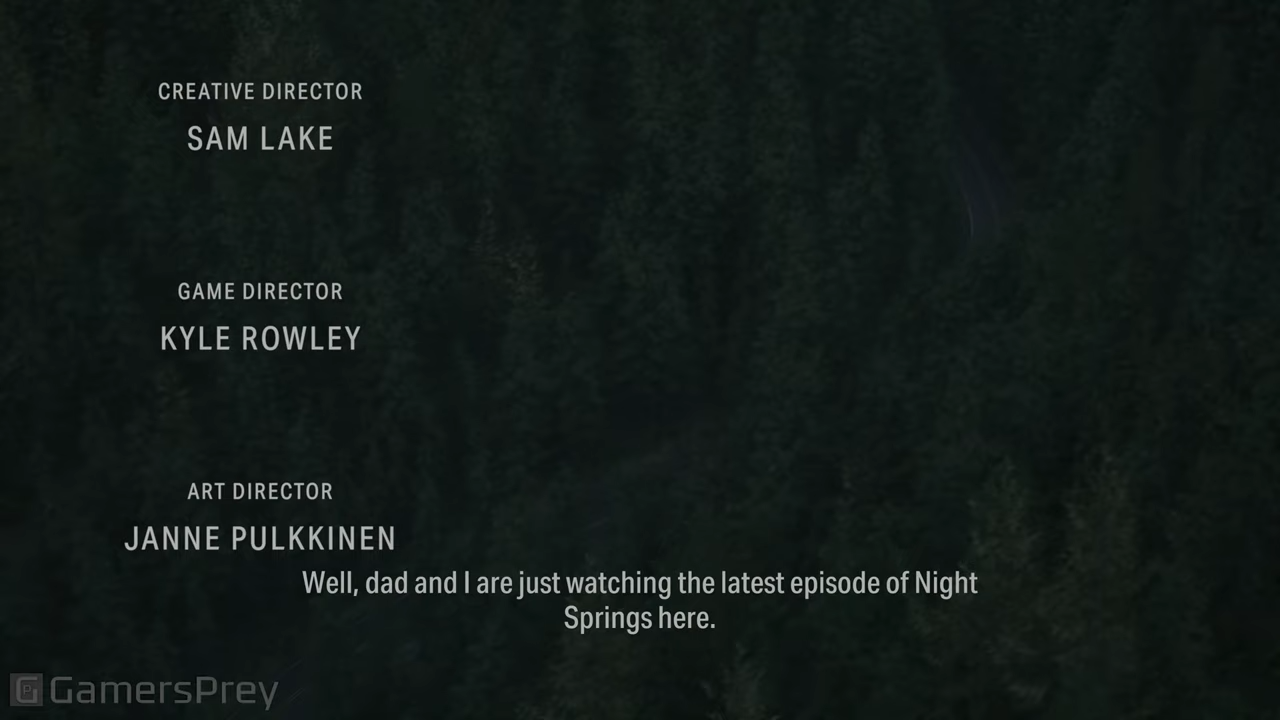 CREATIVE DIRECTOR
SAM LAKE
GAME DIRECTOR
KYLE ROWLEY
ART DIRECTOR
JANNE PULKKINEN
Well, dad and I are just watching the latest episode of Night
Springs here.
GamersPrey